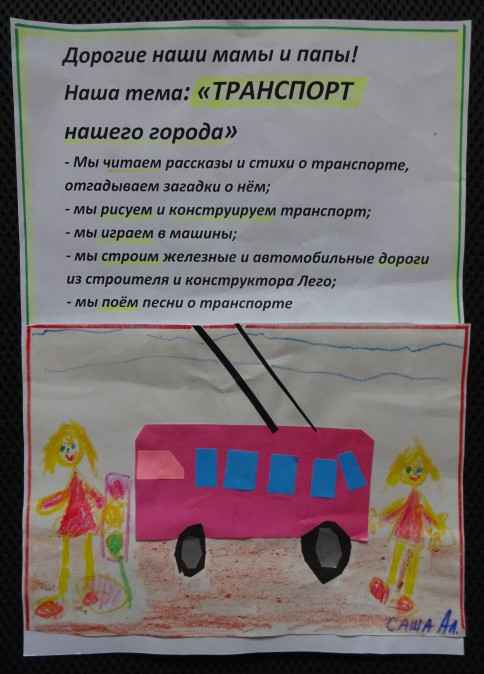 Дорогие наши мамы и папы!
Наша тема: «ТРАНСПОРТ
нашего города»
- Мы читаем рассказы и стихи о транспорте,
отгадываем загадки о нём;
- мы рисуем и конструируем транспорт;
- мы играем в машины;
- мы строим железные и автомобильные дороги
из строителя и конструктора Лего;
- мы поём песни о транспорте
САША Ал.